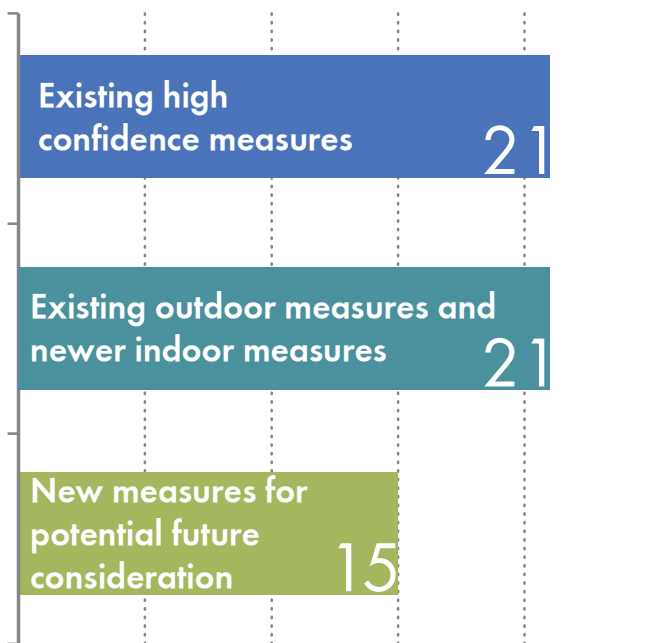 Existing high
confidence measures
21
Existing outdoor measures and
newer indoor measures
21
New measures for
potential future
consideration
15